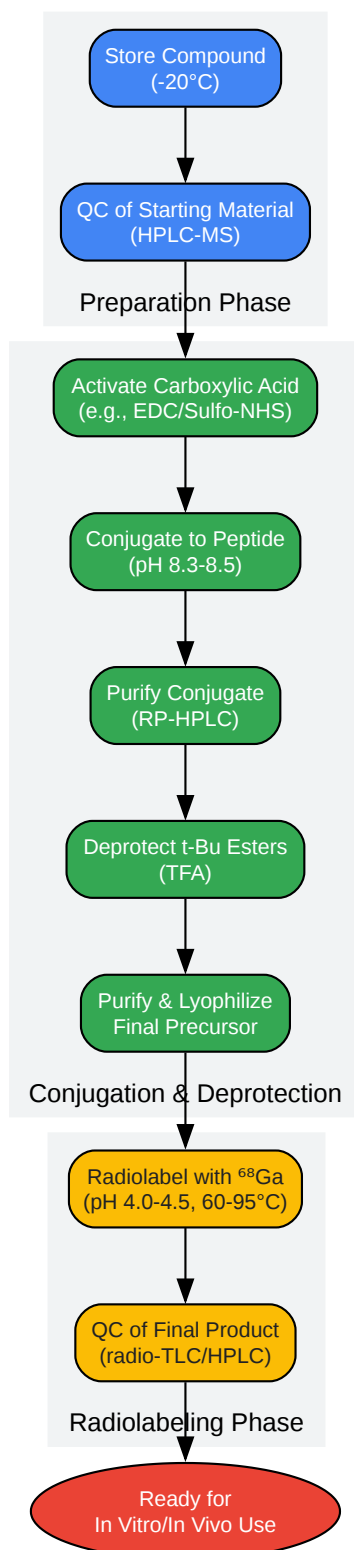 Store Compound
(-20°C)
QC of Starting Material
(HPLC-MS)
Preparation Phase
Activate Carboxylic Acid
(e.g., EDC/Sulfo-NHS)
Conjugate to Peptide
(pH 8.3-8.5)
Purify Conjugate
(RP-HPLC)
Deprotect t-Bu Esters
(TFA)
Purify & Lyophilize
Final Precursor
Conjugation & Deprotection
Radiolabel with ⁶⁸Ga
(pH 4.0-4.5, 60-95°C)
QC of Final Product
(radio-TLC/HPLC)
Radiolabeling Phase
Ready for
In Vitro/In Vivo Use